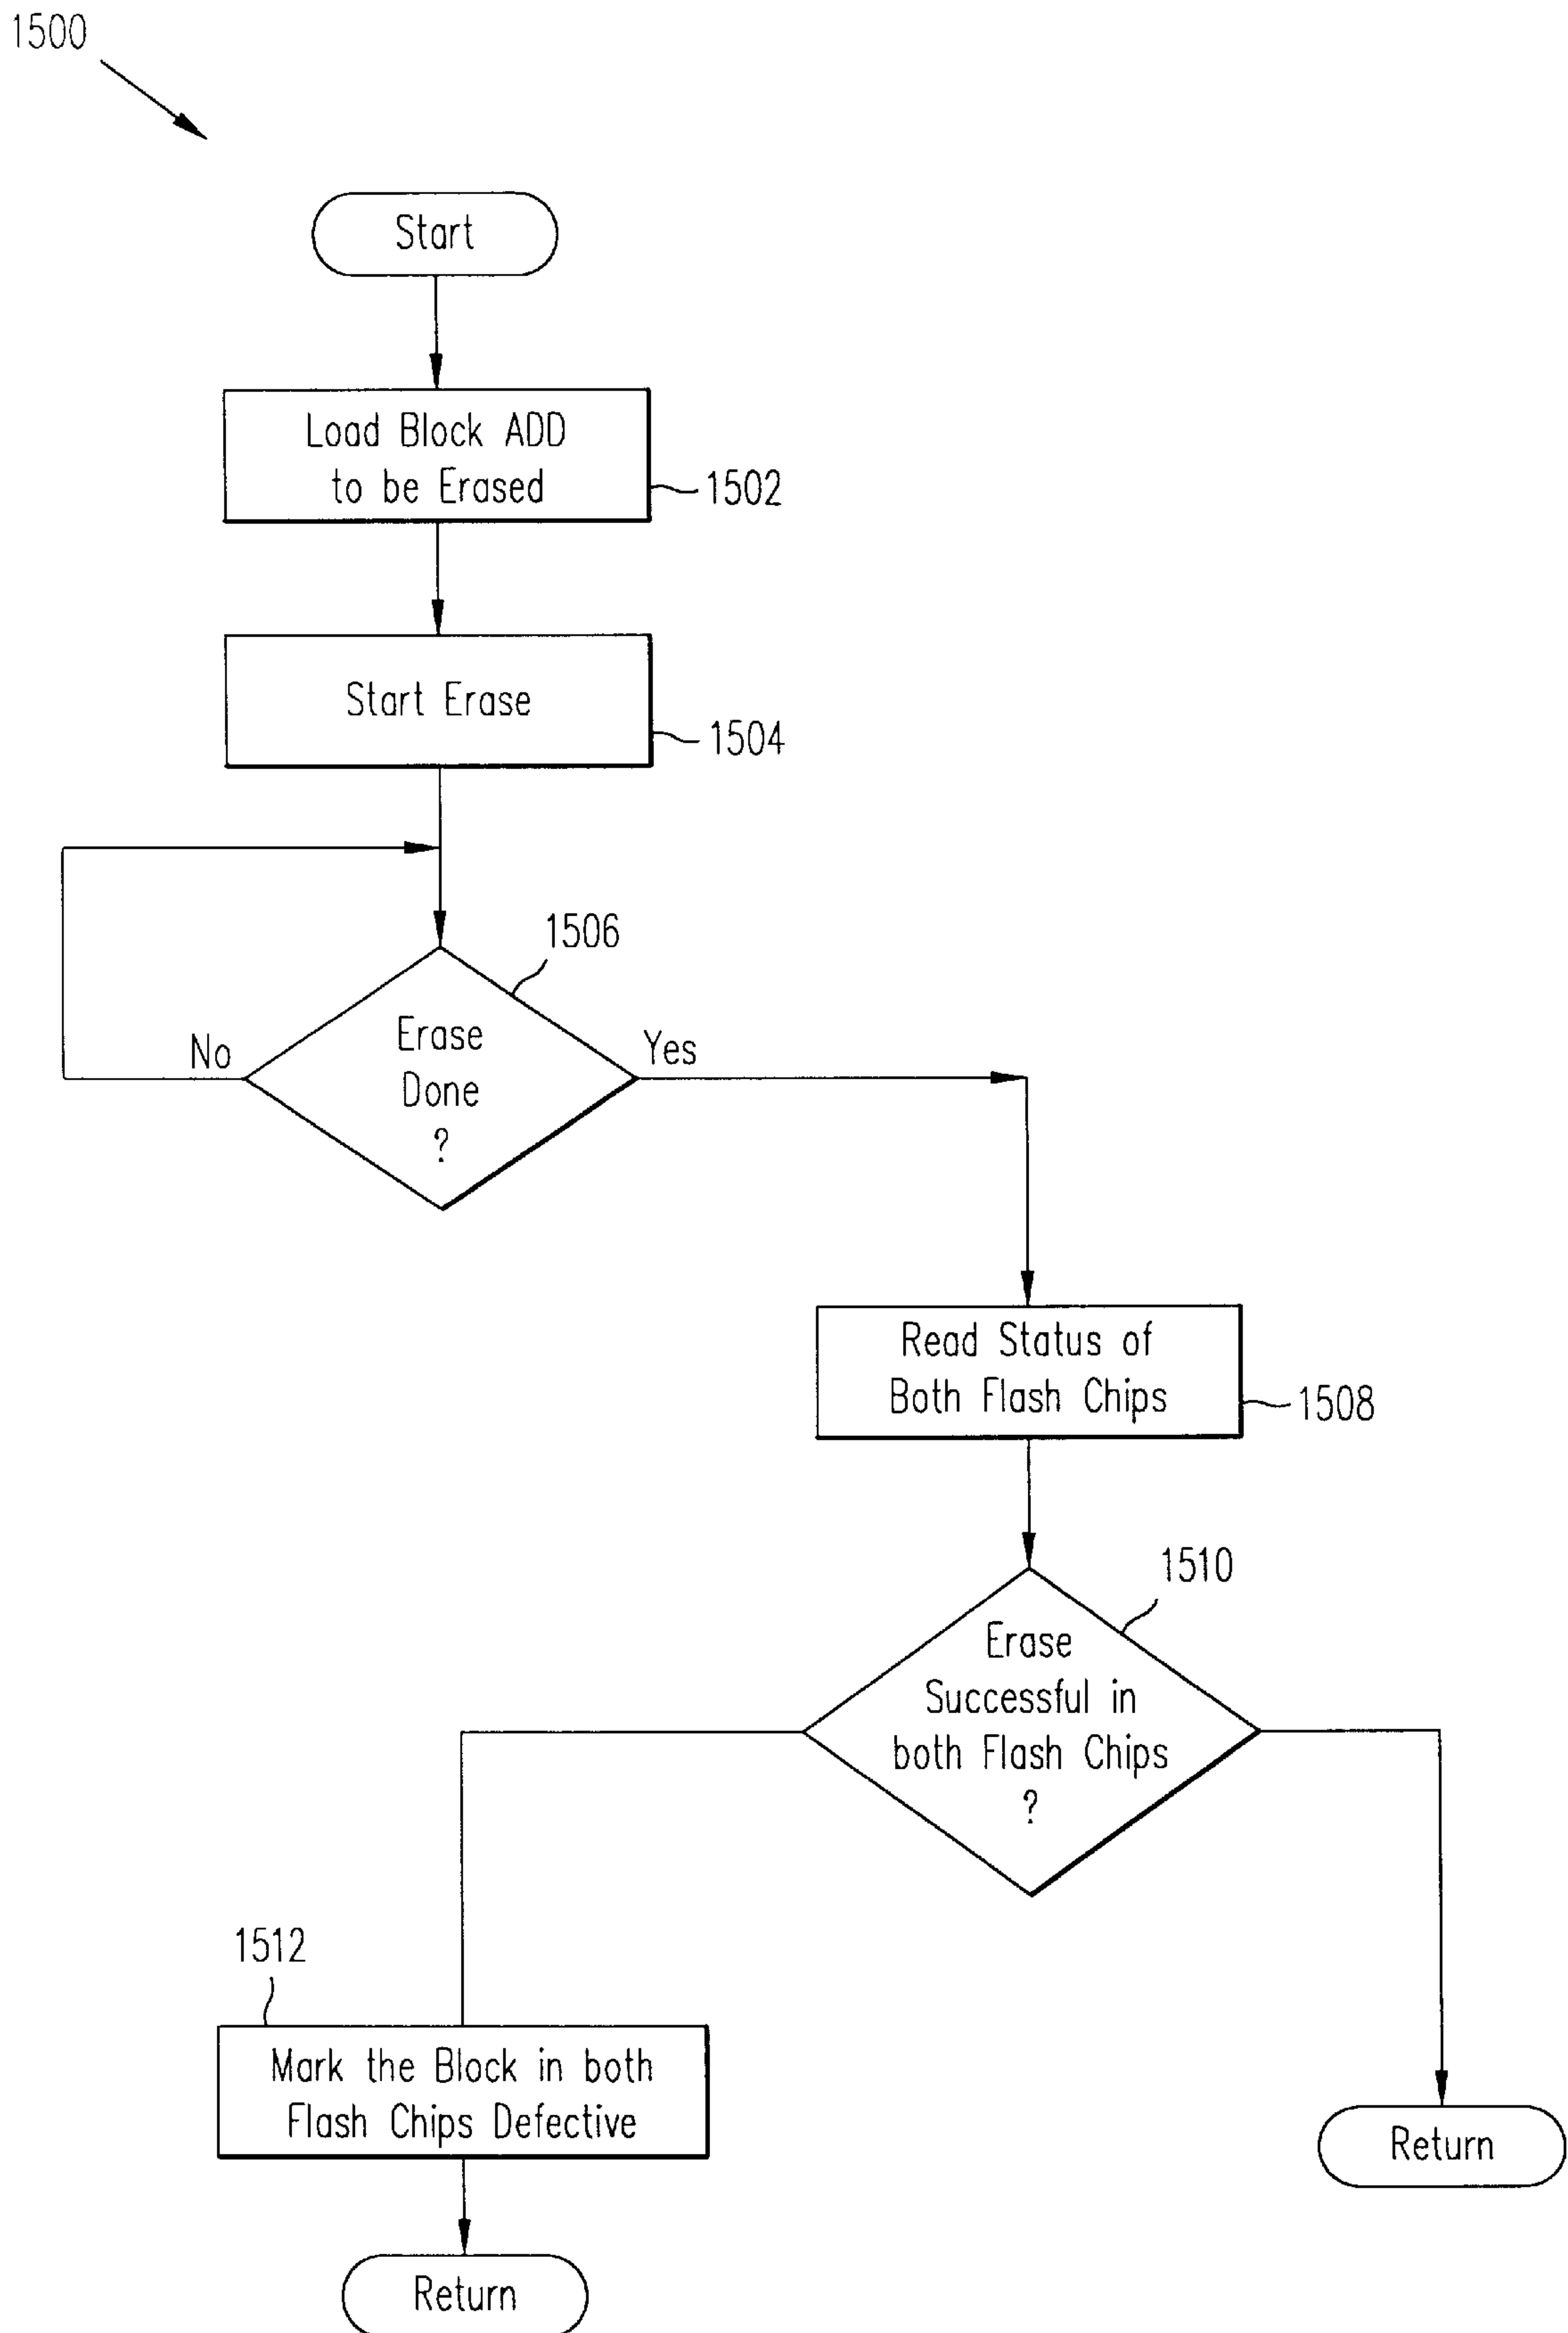 1500
Start
Load Block ADD
to be Erased
1502
Start Erase
1504
1506
Erase
Done
?
No
Yes
Read Status of
Both Flash Chips
1508
1510
Erase
Successful in
both Flash Chips
?
1512
Mark the Block in both
Flash Chips Defective
Return
Return